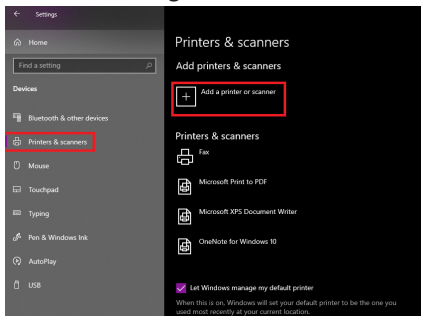 Settings
Home
Find a setting
Devices
Bluetooth & other devices
Printers & scanners
Mouse
Touchpad
Typing
Pen & Windows Ink
AutoPlay
USB
Printers & scanners
Add printers & scanners
Add a printer or scanner
Printers & scanners
Fax
Microsoft Print to PDF
Microsoft XPS Document Writer
OneNote for Windows 10
Let Windows manage my default printer
When this is on, Windows will set your default printer to be the one you
used most recently at your current location.